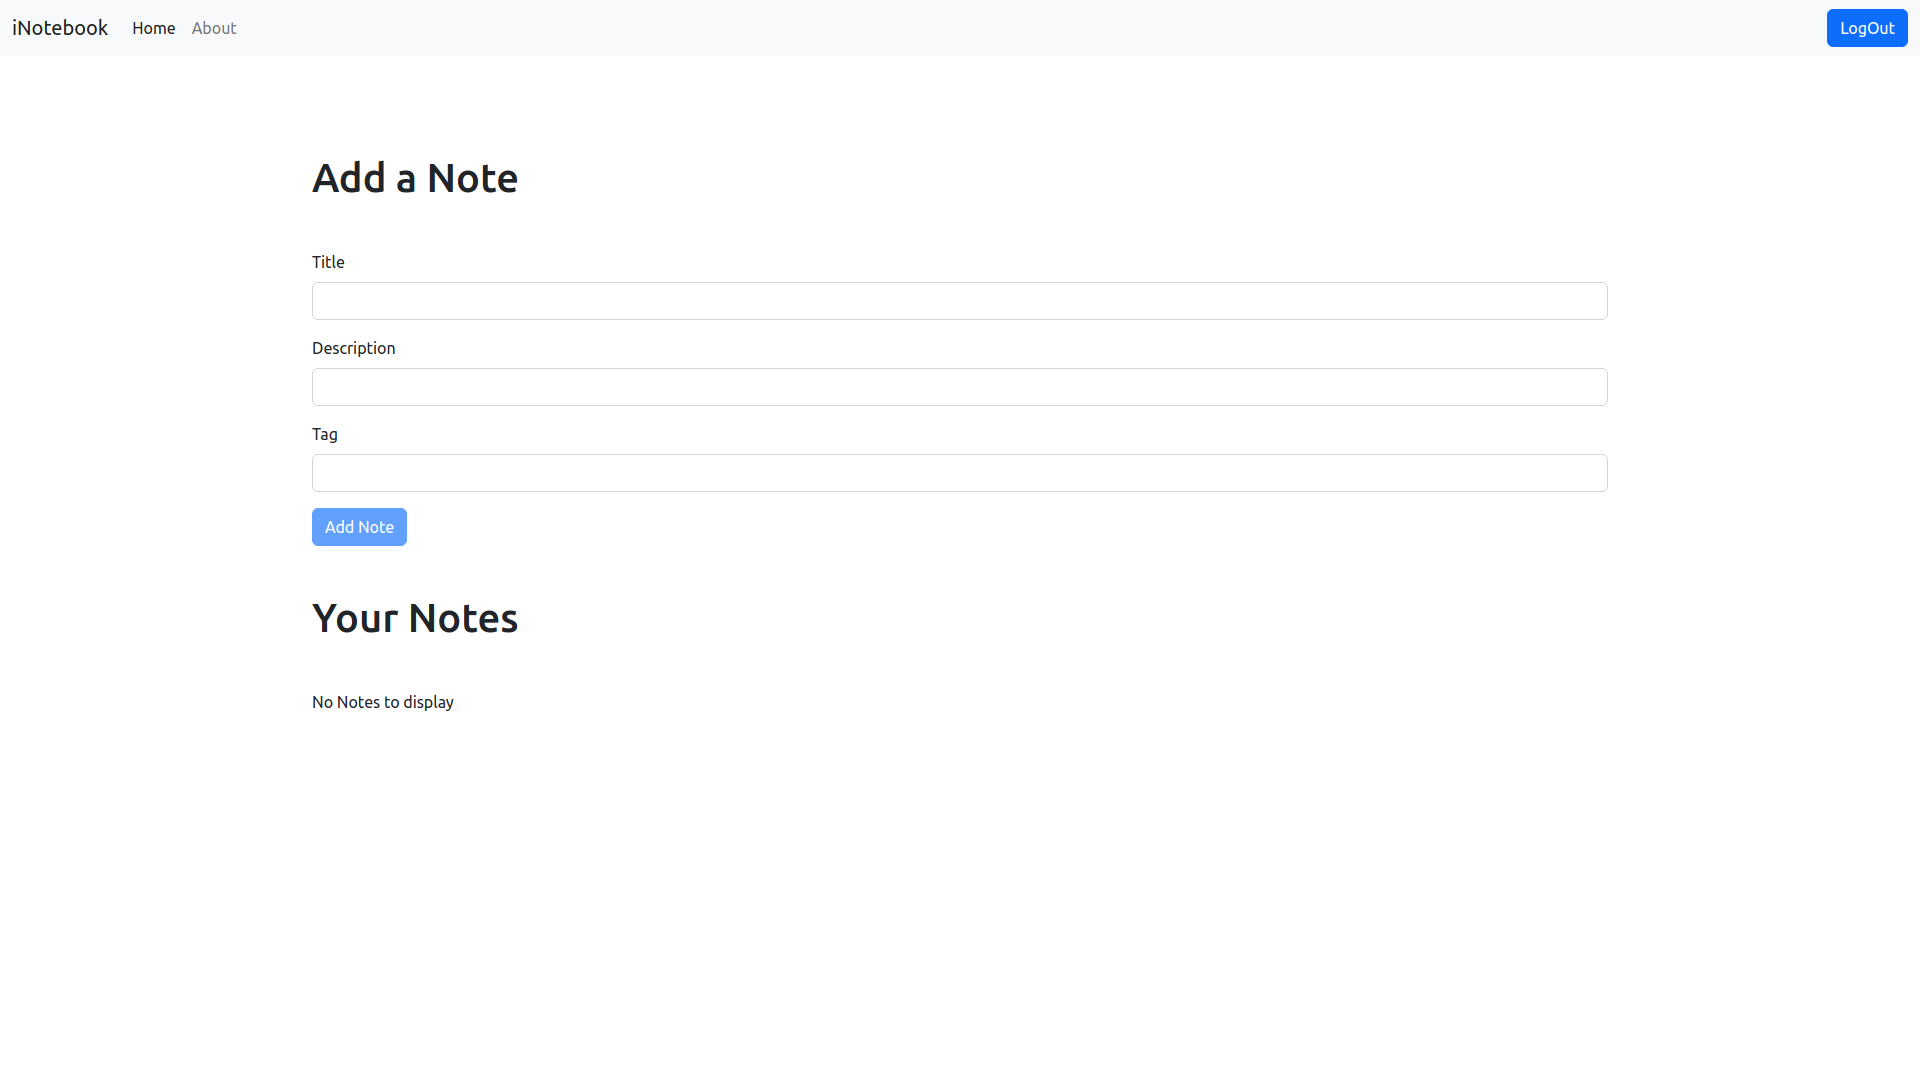 iNotebook Home About LogOut
Add a Note
Title
Description
Tag
Add Note
Your Notes
No Notes to display